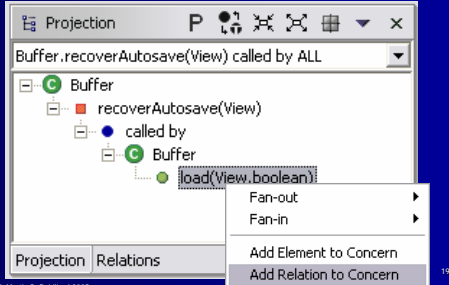 Projection P
Buffer.recoverAutosave(View) called by ALL
C Buffer
recoverAutosave(View)
called by
C Buffer
load(View,boolean)
Fan-out
Fan-in
Add Element to Concern
Add Relation to Concern
Projection Relations
19